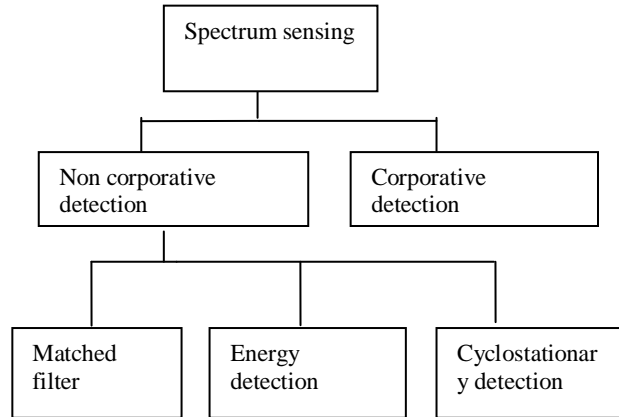 Spectrum sensing
Non corporative
detection
Corporative
detection
Matched
filter
Energy
detection
Cyclostationar
y detection